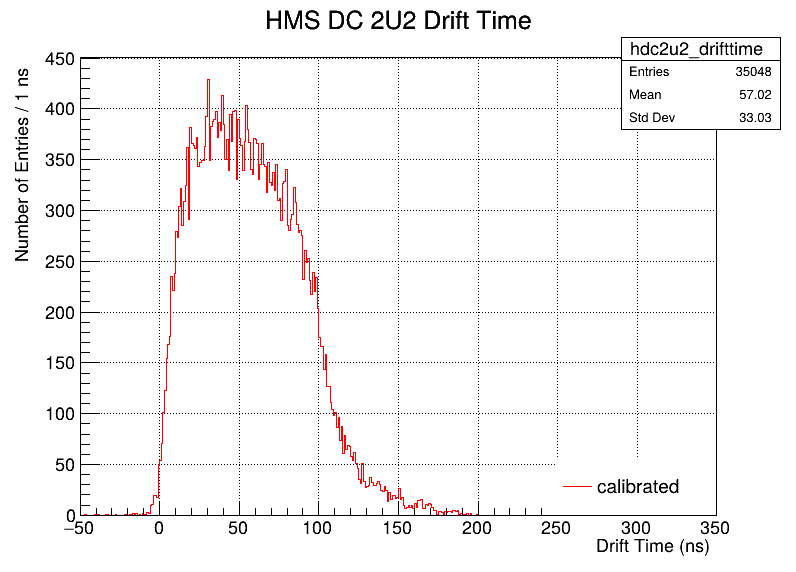 HMS DC 2U2 Drift Time
hdc2u2_drifttime
Entries 35048
Mean 57.02
Std Dev 33.03
Number of Entries / 1 ns
450
400
350
300
250
200
150
100
50
0
−50 0 50 100 150 200 250 300 350
Drift Time (ns)
calibrated